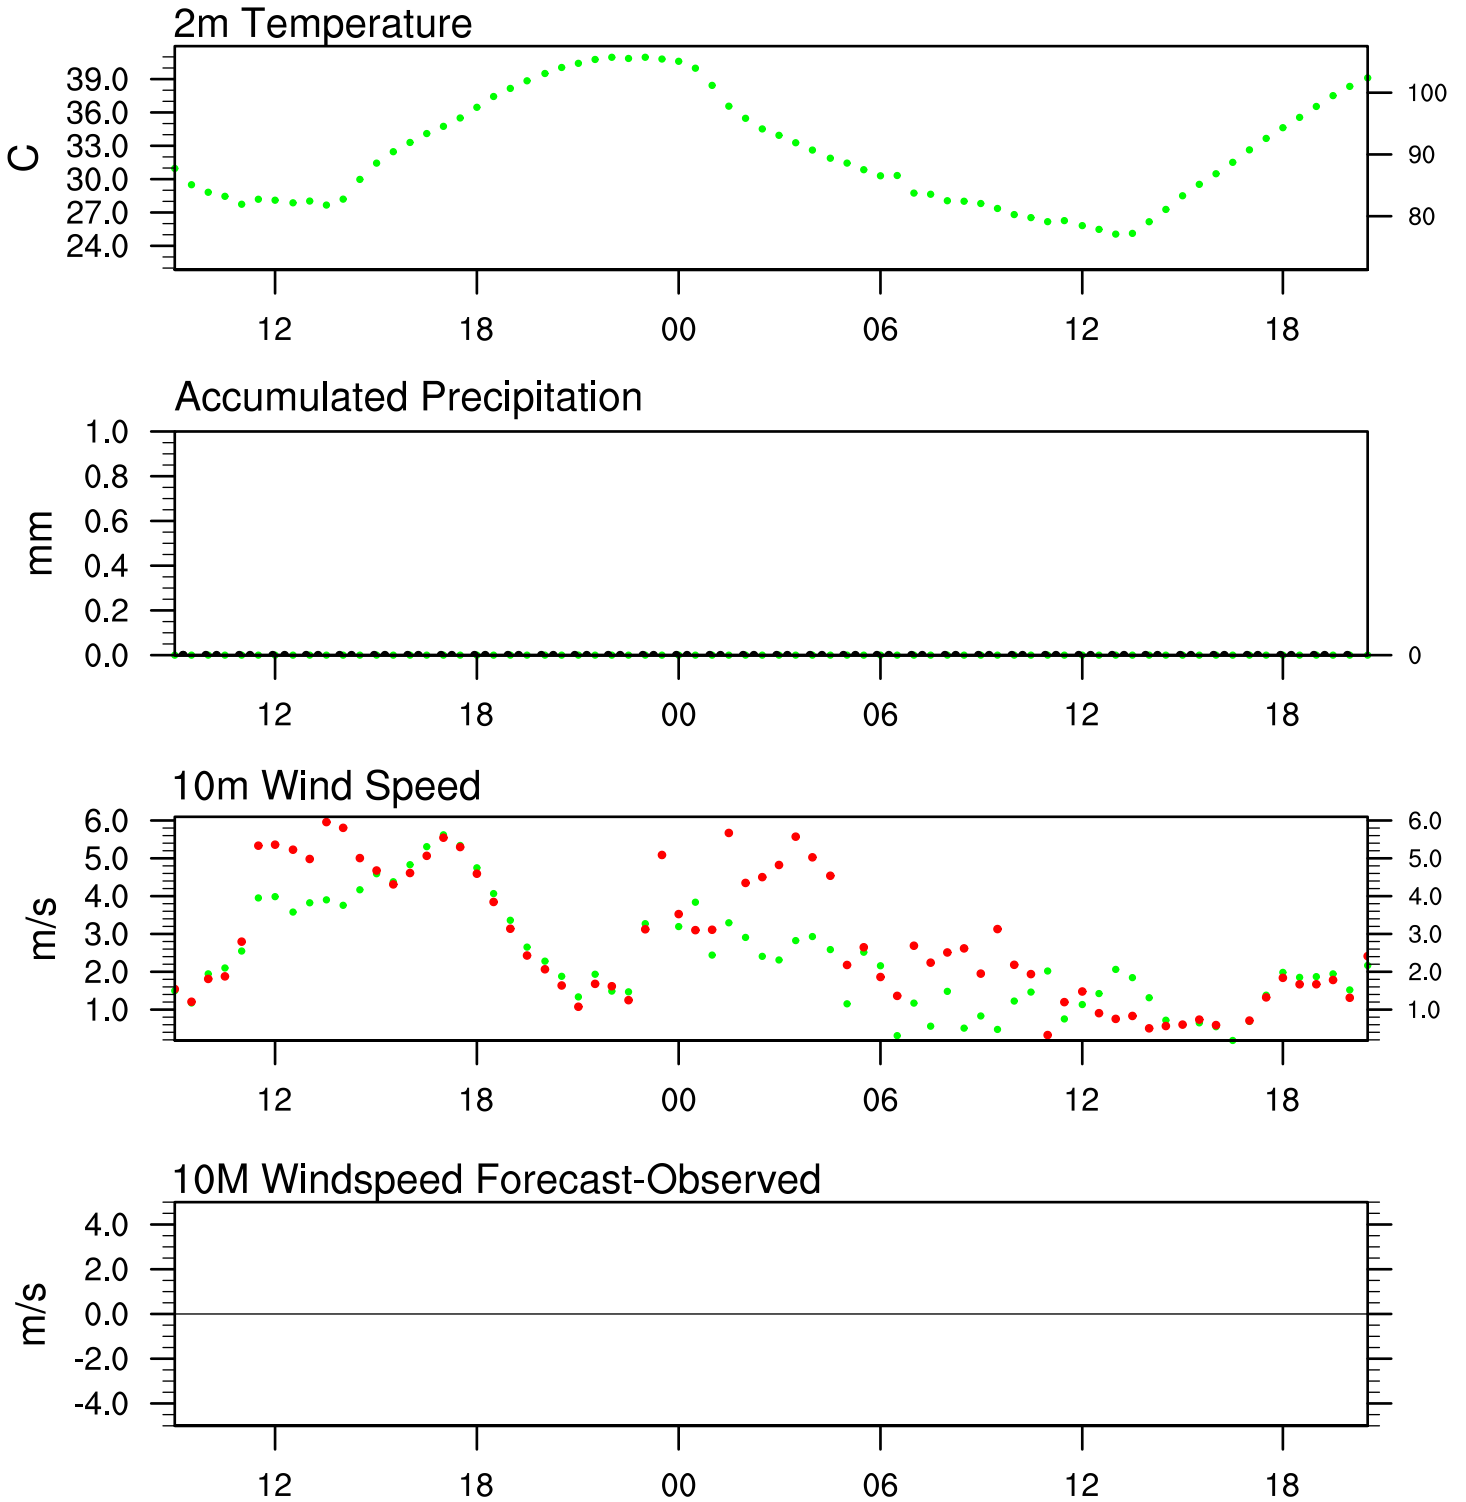 2m Temperature
C
39.0
36.0
33.0
30.0
27.0
24.0
100
90
80
12 18 00 06 12 18
Accumulated Precipitation
mm
1.0
0.8
0.6
0.4
0.2
0.0
0
12 18 00 06 12 18
10m Wind Speed
m/s
6.0 6.0
5.0 5.0
4.0 4.0
3.0 3.0
2.0 2.0
1.0 1.0
12 18 00 06 12 18
10M Windspeed Forecast-Observed
m/s
4.0
2.0
0.0
-2.0
-4.0
12 18 00 06 12 18